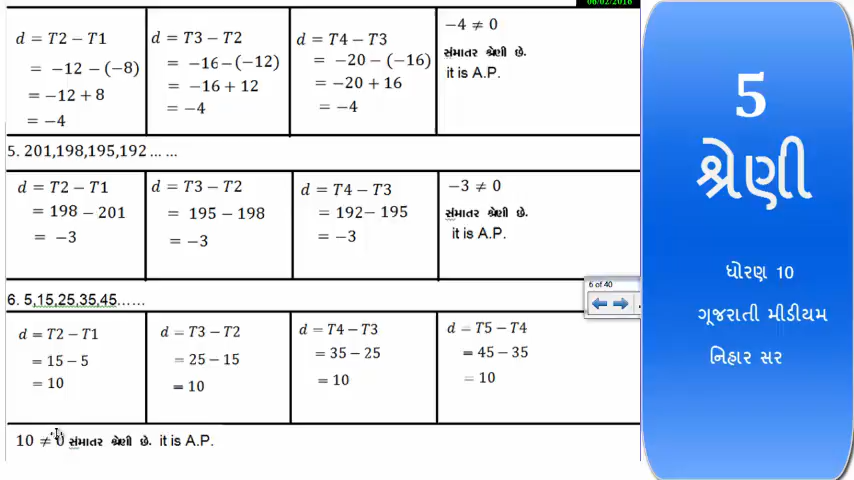 06/02/2016
d = T2 − T1
= −12 − (−8)
= −12 + 8
= −4
d = T3 − T2
= −16 − (−12)
= −16 + 12
= −4
d = T4 − T3
= −20 − (−16)
= −20 + 16
= −4
−4 ≠ 0
સંમાતર શ્રેણી છે.
it is A.P.
5. 201,198,195,192 ... ...
d = T2 − T1
= 198 − 201
= −3
d = T3 − T2
= 195 − 198
= −3
d = T4 − T3
= 192 − 195
= −3
−3 ≠ 0
સંમાતર શ્રેણી છે.
it is A.P.
6. 5,15,25,35,45......
d = T2 − T1
= 15 − 5
= 10
d = T3 − T2
= 25 − 15
= 10
d = T4 − T3
= 35 − 25
= 10
d = T5 − T4
= 45 − 35
= 10
10 ≠ 0 સંમાતર શ્રેણી છે. it is A.P.
6 of 40
5
શ્રેણી
ધોરણ 10
ગૂજરાતી મીડીયમ
નિહાર સર